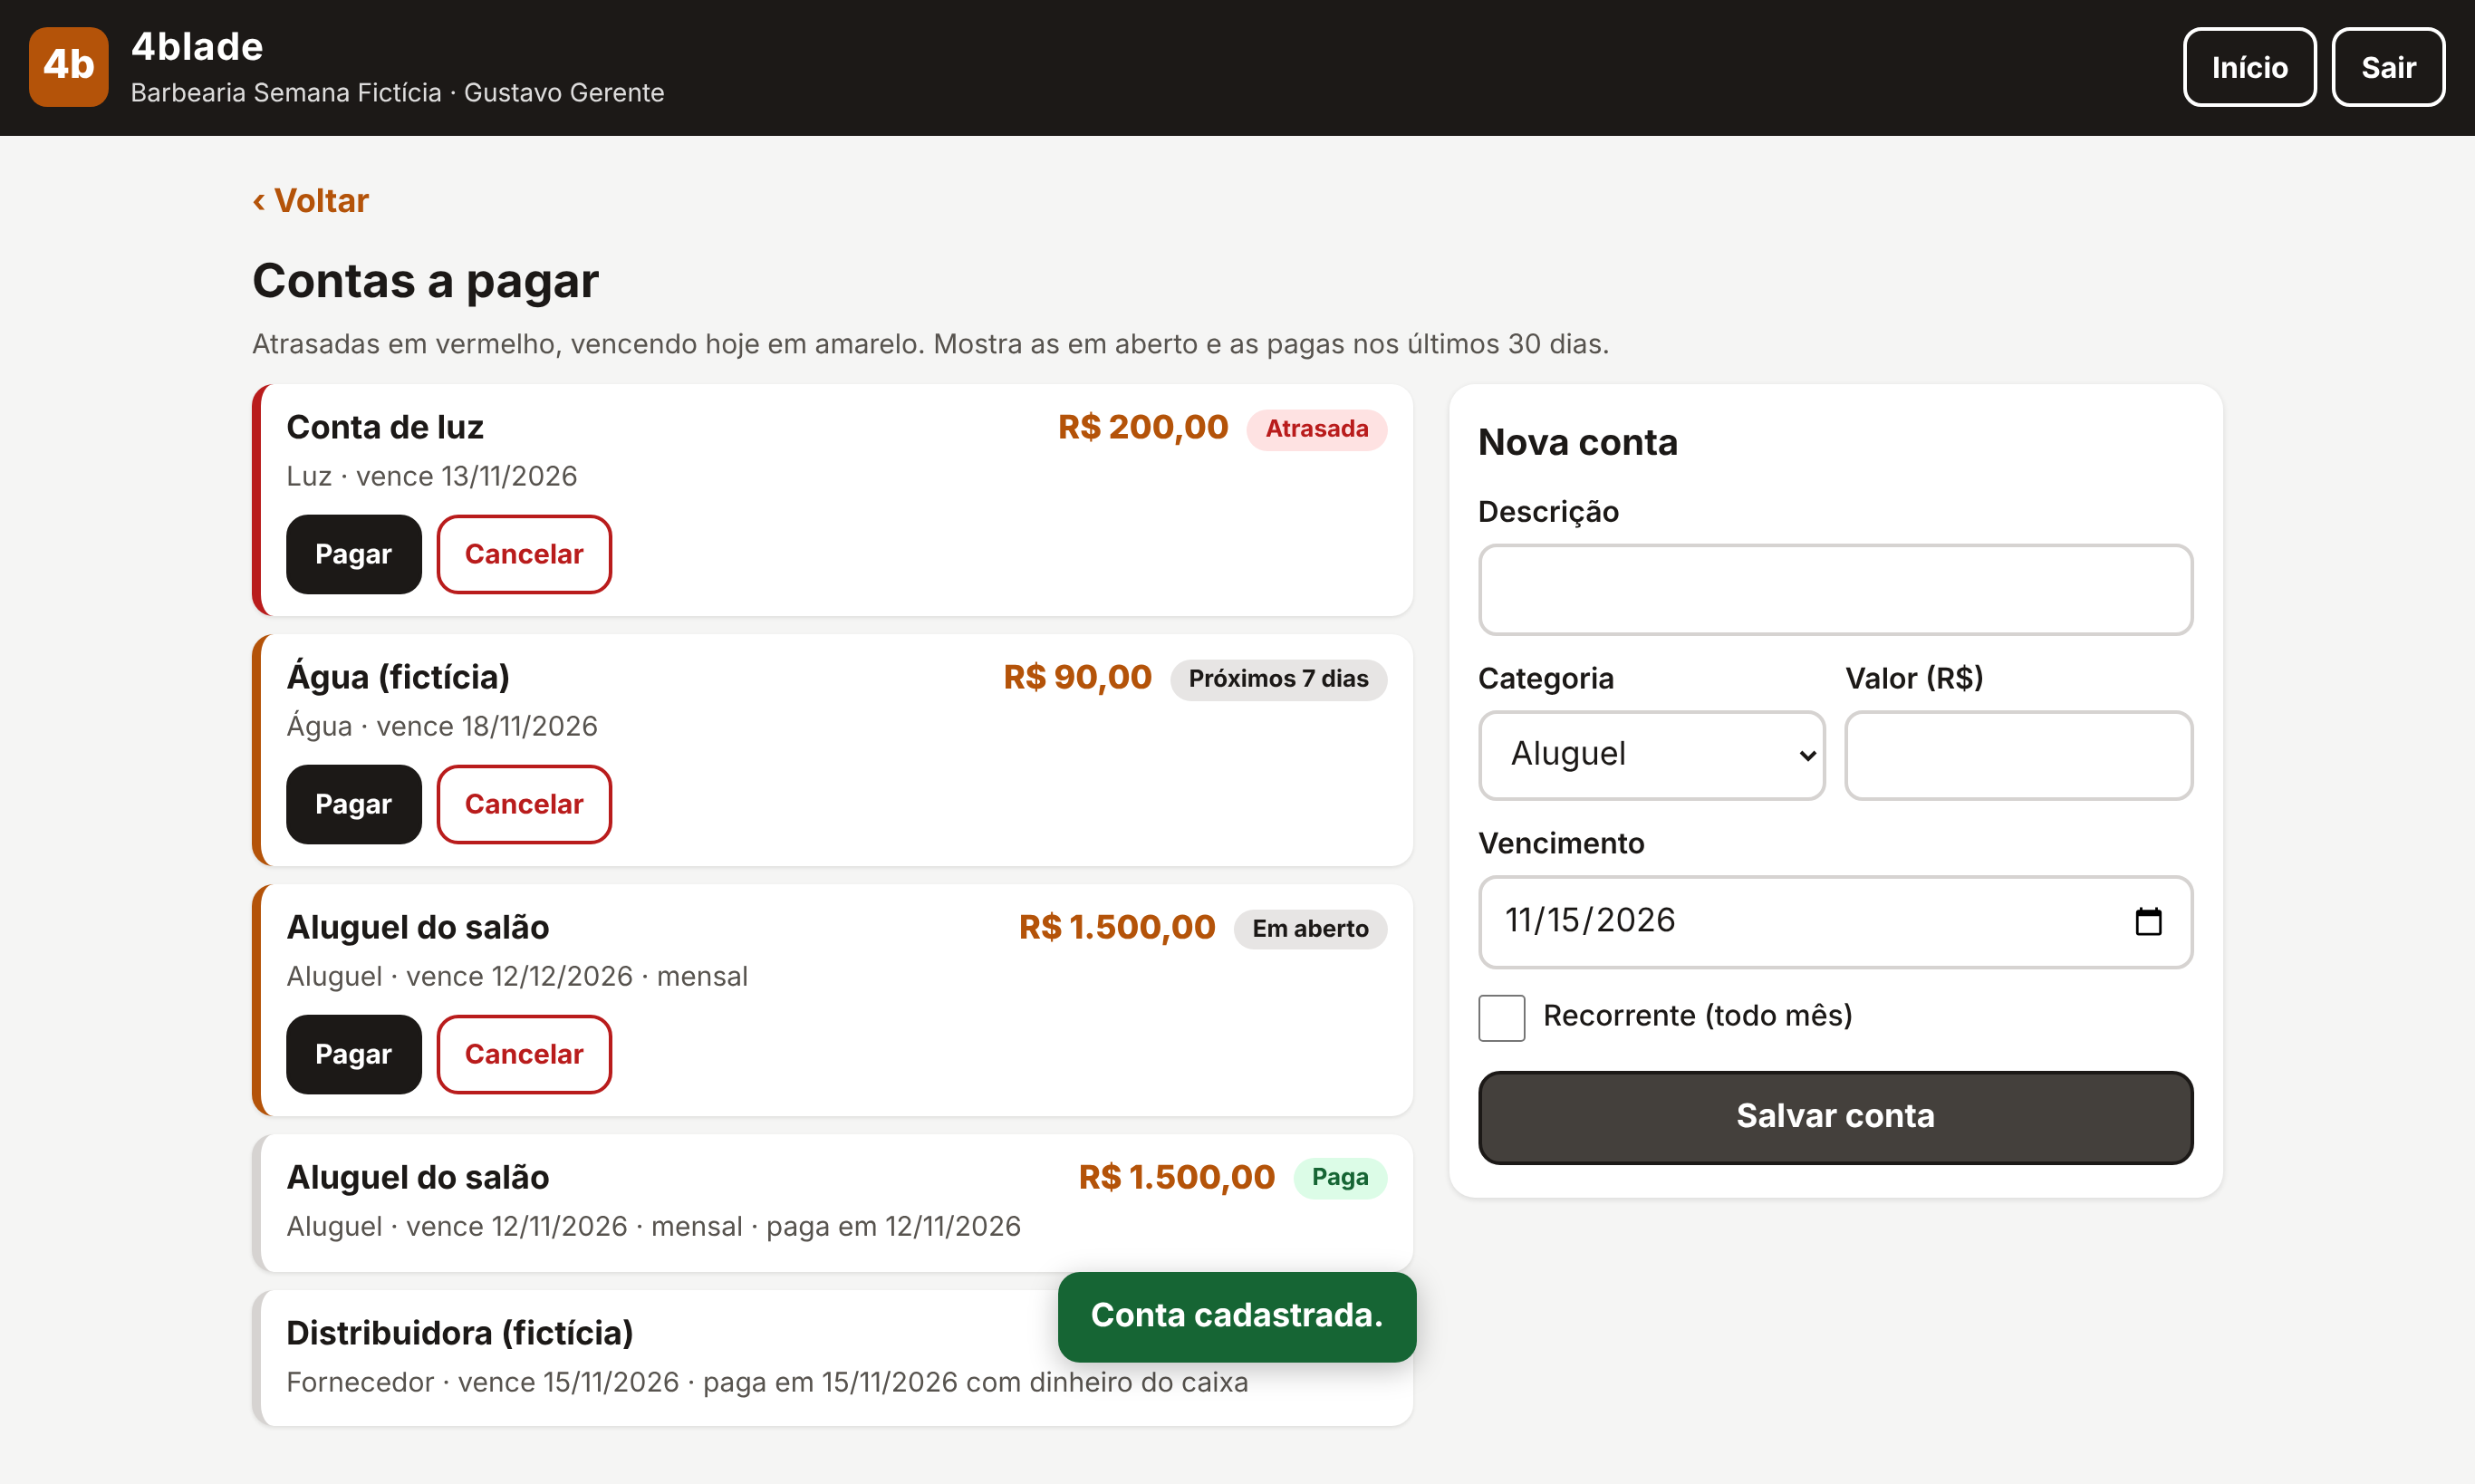 4b
4blade
Barbearia Semana Fictícia · Gustavo Gerente
Início
Sair
‹ Voltar
Contas a pagar
Atrasadas em vermelho, vencendo hoje em amarelo. Mostra as em aberto e as pagas nos últimos 30 dias.
Conta de luz
R$ 200,00
Atrasada
Luz · vence 13/11/2026
Pagar
Cancelar
Água (fictícia)
R$ 90,00
Próximos 7 dias
Água · vence 18/11/2026
Pagar
Cancelar
Aluguel do salão
R$ 1.500,00
Em aberto
Aluguel · vence 12/12/2026 · mensal
Pagar
Cancelar
Aluguel do salão
R$ 1.500,00
Paga
Aluguel · vence 12/11/2026 · mensal · paga em 12/11/2026
Distribuidora (fictícia)
Fornecedor · vence 15/11/2026 · paga em 15/11/2026 com dinheiro do caixa
Conta cadastrada.
Nova conta
Descrição
Categoria
Valor (R$)
Aluguel
Vencimento
11/15/2026
Recorrente (todo mês)
Salvar conta